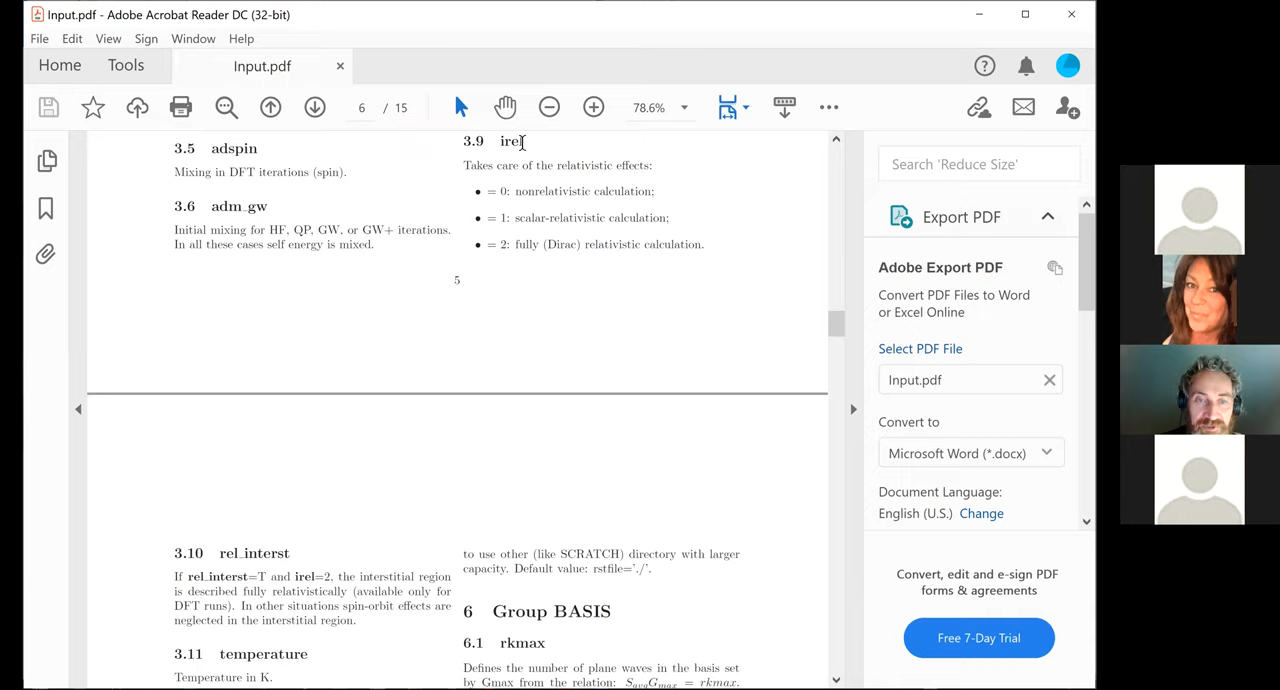 Input.pdf - Adobe Acrobat Reader DC (32-bit)
File Edit View Sign Window Help
Home Tools Input.pdf
6 / 15 78.6%
3.5 adspin
Mixing in DFT iterations (spin).
3.6 adm_gw
Initial mixing for HF, QP, GW, or GW+ iterations.
In all these cases self energy is mixed.
3.9 irel
Takes care of the relativistic effects:
• = 0: nonrelativistic calculation;
• = 1: scalar-relativistic calculation;
• = 2: fully (Dirac) relativistic calculation.
5
3.10 rel_interst
If rel_interst=T and irel=2, the interstitial region
is described fully relativistically (available only for
DFT runs). In other situations spin-orbit effects are
neglected in the interstitial region.
3.11 temperature
Temperature in K.
to use other (like SCRATCH) directory with larger
capacity. Default value: rstfile='./'.
6 Group BASIS
6.1 rkmax
Defines the number of plane waves in the basis set
by Gmax from the relation: SavgGmax = rkmax.
Search 'Reduce Size'
Export PDF
Adobe Export PDF
Convert PDF Files to Word
or Excel Online
Select PDF File
Input.pdf
Convert to
Microsoft Word (*.docx)
Document Language:
English (U.S.) Change
Convert, edit and e-sign PDF
forms & agreements
Free 7-Day Trial